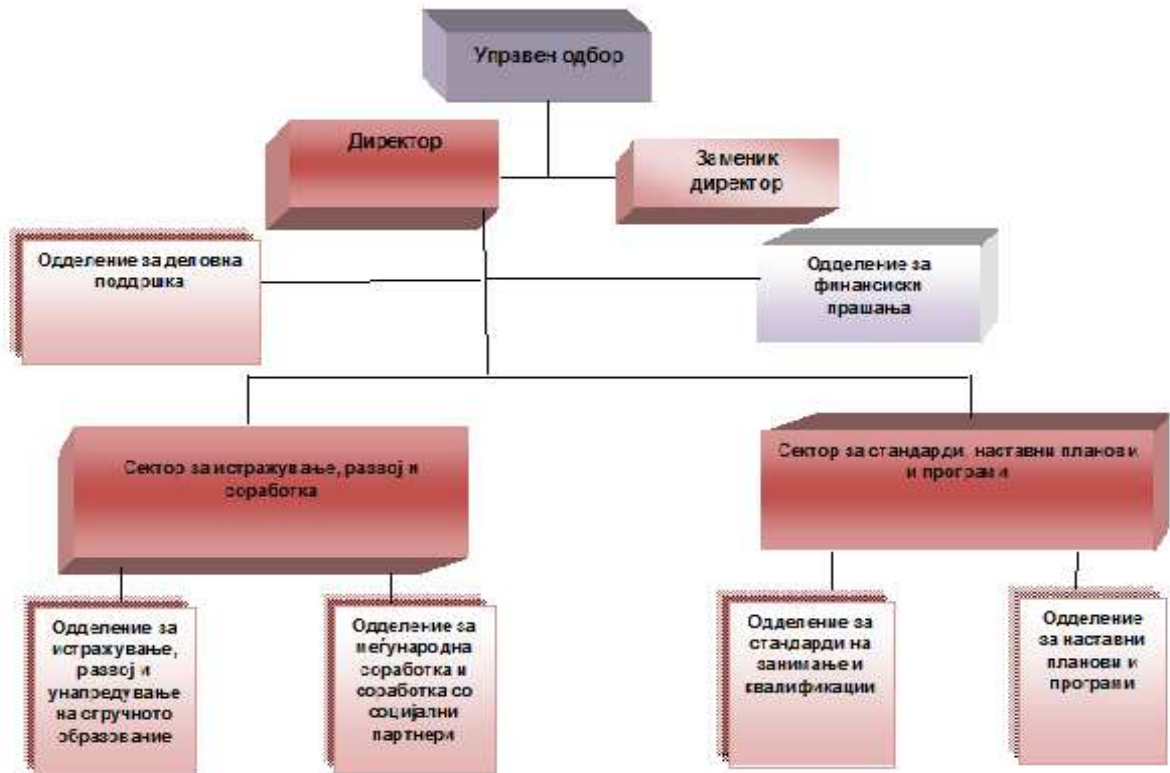 Управен одбор
Директор
Заменик
директор
Одделение за деловна
поддршка
Одделение за
финансиски
прашања
Сектор за истражување, развој и
соработка
Сектор за стандарди, наставни планови
и програми
Одделение за
истражување,
развој и
унапредување
на стручното
образование
Одделение за
меѓународна
соработка и
соработка со
социјални
партнери
Одделение за
стандарди на
занимање и
квалификации
Одделение
за наставни
планови и
програми